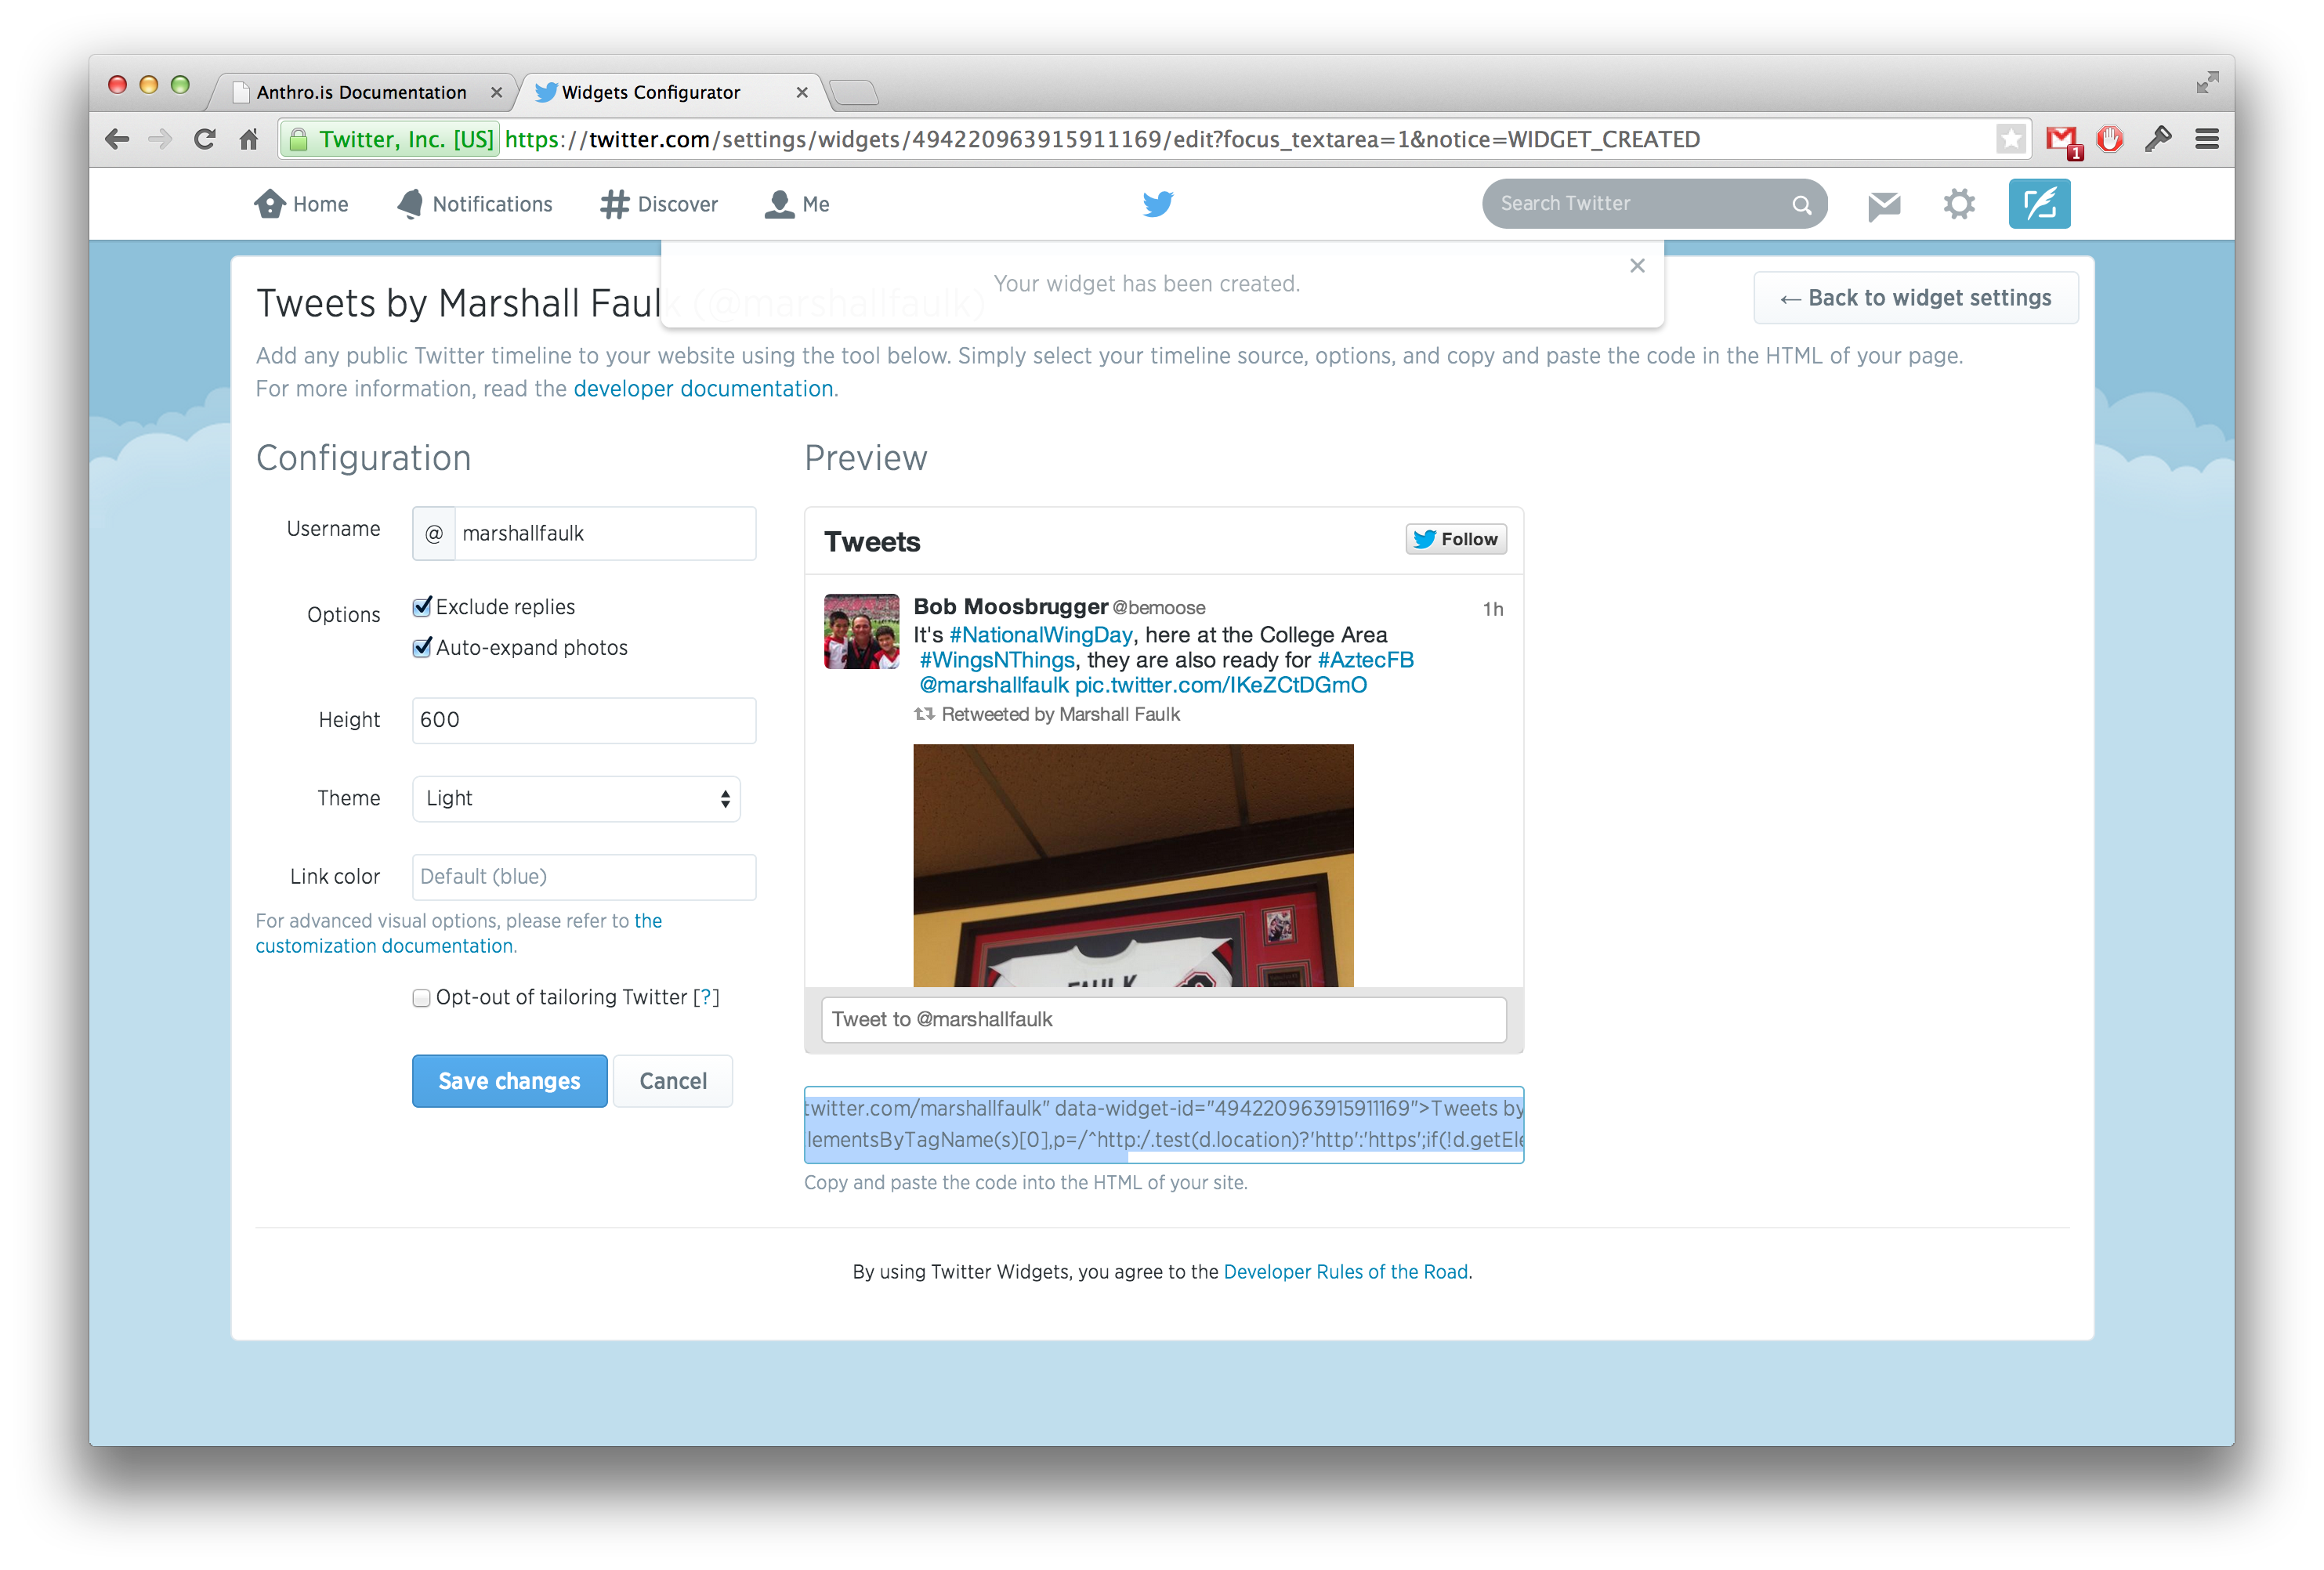 Anthro.is Documentation
Widgets Configurator
Twitter, Inc. [US] https://twitter.com/settings/widgets/494220963915911169/edit?focus_textarea=1&notice=WIDGET_CREATED
1
Home
Notifications
Discover
Me
Search Twitter
Your widget has been created.
Tweets by Marshall Faulk (@marshallfaulk)
← Back to widget settings
Add any public Twitter timeline to your website using the tool below. Simply select your timeline source, options, and copy and paste the code in the HTML of your page.
For more information, read the developer documentation.
Configuration
Username
@ marshallfaulk
Options
Exclude replies
Auto-expand photos
Height
600
Theme
Light
Link color
Default (blue)
For advanced visual options, please refer to the
customization documentation.
Opt-out of tailoring Twitter [?]
Save changes
Cancel
Preview
Tweets
Follow
Bob Moosbrugger @bemoose
1h
It's #NationalWingDay, here at the College Area
#WingsNThings, they are also ready for #AztecFB
@marshallfaulk pic.twitter.com/IKeZCtDGmO
Retweeted by Marshall Faulk
FAULK
Tweet to @marshallfaulk
twitter.com/marshallfaulk" data-widget-id="494220963915911169">Tweets by
lementsByTagName(s)[0],p=/^http:/.test(d.location)?'http':'https';if(!d.getEle
Copy and paste the code into the HTML of your site.
By using Twitter Widgets, you agree to the Developer Rules of the Road.